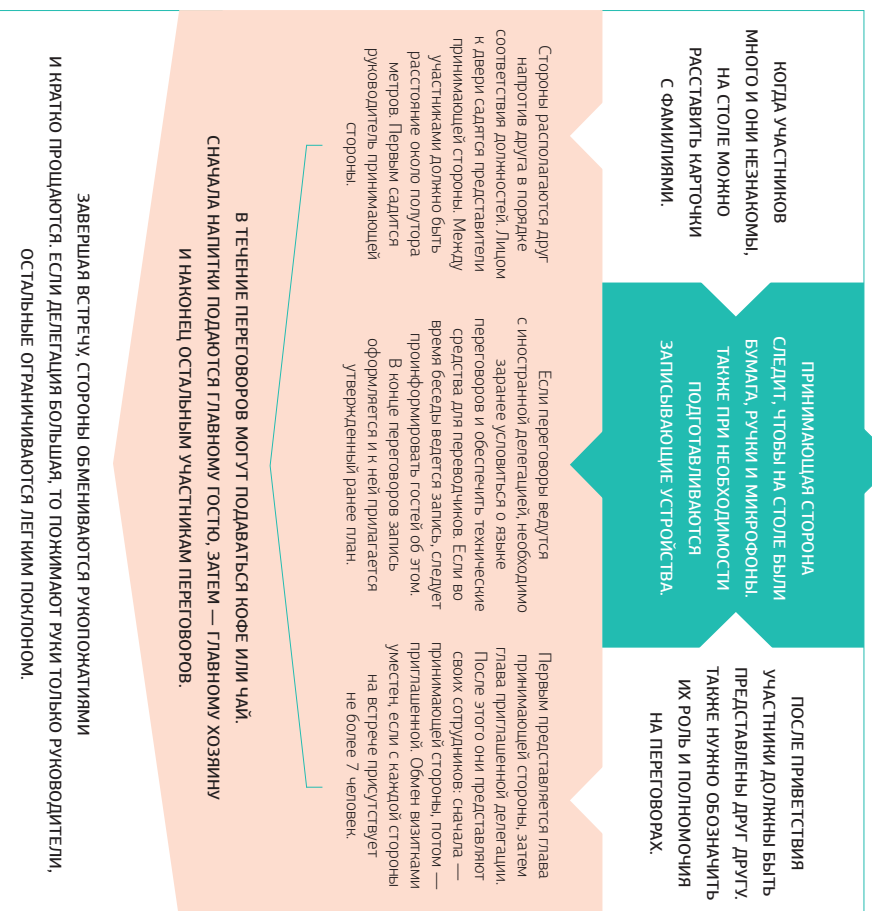 КОГДА УЧАСТНИКОВ
МНОГО И ОНИ НЕЗНАКОМЫ,
НА СТОЛЕ МОЖНО
РАССТАВИТЬ КАРТОЧКИ
С ФАМИЛИЯМИ.
ПРИНИМАЮЩАЯ СТОРОНА
СЛЕДИТ, ЧТОБЫ НА СТОЛЕ БЫЛИ
БУМАГА, РУЧКИ И МИКРОФОНЫ.
ТАКЖЕ ПРИ НЕОБХОДИМОСТИ
ПОДГОТАВЛИВАЮТСЯ
ЗАПИСЫВАЮЩИЕ УСТРОЙСТВА.
ПОСЛЕ ПРИВЕТСТВИЯ
УЧАСТНИКИ ДОЛЖНЫ БЫТЬ
ПРЕДСТАВЛЕНЫ ДРУГ ДРУГУ.
ТАКЖЕ НУЖНО ОБОЗНАЧИТЬ
ИХ РОЛЬ И ПОЛНОМОЧИЯ
НА ПЕРЕГОВОРАХ.
Стороны располагаются друг
напротив друга в порядке
соответствия должностей. Лицом
к двери садятся представители
принимающей стороны. Между
участниками должно быть
расстояние около полутора
метров. Первым садится
руководитель принимающей
стороны.
Если переговоры ведутся
с иностранной делегацией, необходимо
заранее условиться о языке
переговоров и обеспечить технические
средства для переводчиков. Если во
время беседы ведется запись, следует
проинформировать гостей об этом.
В конце переговоров запись
оформляется и к ней прилагается
утвержденный ранее план.
Первым представляется глава
принимающей стороны, затем
глава приглашенной делегации.
После этого они представляют
своих сотрудников: сначала —
принимающей стороны, потом —
приглашенной. Обмен визитками
уместен, если с каждой стороны
на встрече присутствует
не более 7 человек.
В ТЕЧЕНИЕ ПЕРЕГОВОРОВ МОГУТ ПОДАВАТЬСЯ КОФЕ ИЛИ ЧАЙ.
СНАЧАЛА НАПИТКИ ПОДАЮТСЯ ГЛАВНОМУ ГОСТЮ, ЗАТЕМ — ГЛАВНОМУ ХОЗЯИНУ
И НАКОНЕЦ ОСТАЛЬНЫМ УЧАСТНИКАМ ПЕРЕГОВОРОВ.
ЗАВЕРШАЯ ВСТРЕЧУ, СТОРОНЫ ОБМЕНИВАЮТСЯ РУКОПОЖАТИЯМИ
И КРАТКО ПРОЩАЮТСЯ. ЕСЛИ ДЕЛЕГАЦИЯ БОЛЬШАЯ, ТО ПОЖИМАЮТ РУКИ ТОЛЬКО РУКОВОДИТЕЛИ,
ОСТАЛЬНЫЕ ОГРАНИЧИВАЮТСЯ ЛЕГКИМ ПОКЛОНОМ.